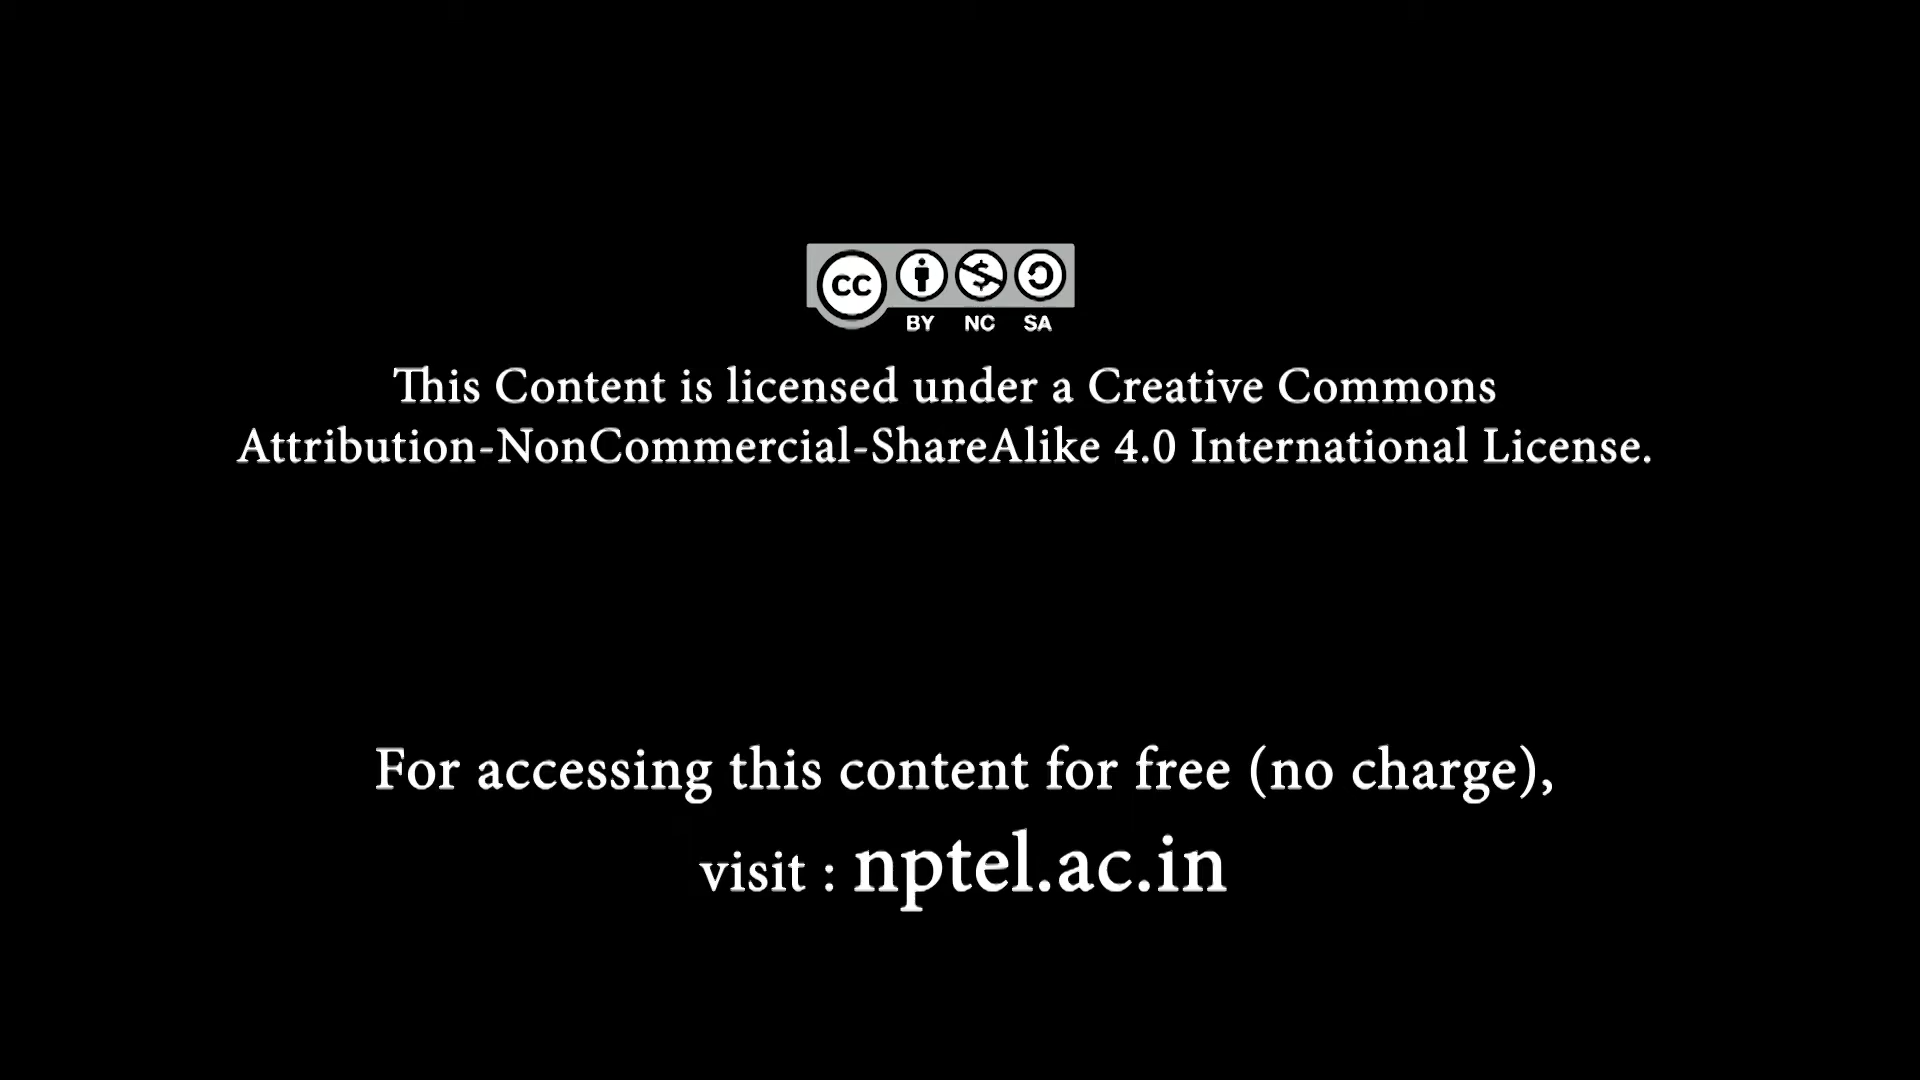 cc
BY NC SA
This Content is licensed under a Creative Commons
Attribution-NonCommercial-ShareAlike 4.0 International License.
For accessing this content for free (no charge),
visit : nptel.ac.in